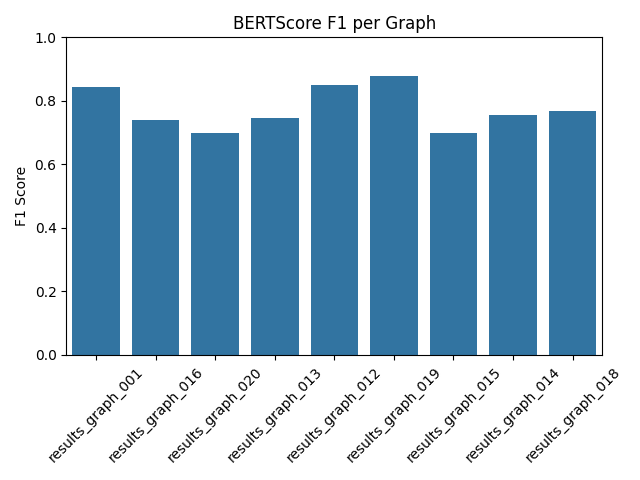 BERTScore F1 per Graph
F1 Score
1.0
0.8
0.6
0.4
0.2
0.0
results_graph_001
results_graph_016
results_graph_020
results_graph_013
results_graph_012
results_graph_019
results_graph_015
results_graph_014
results_graph_018